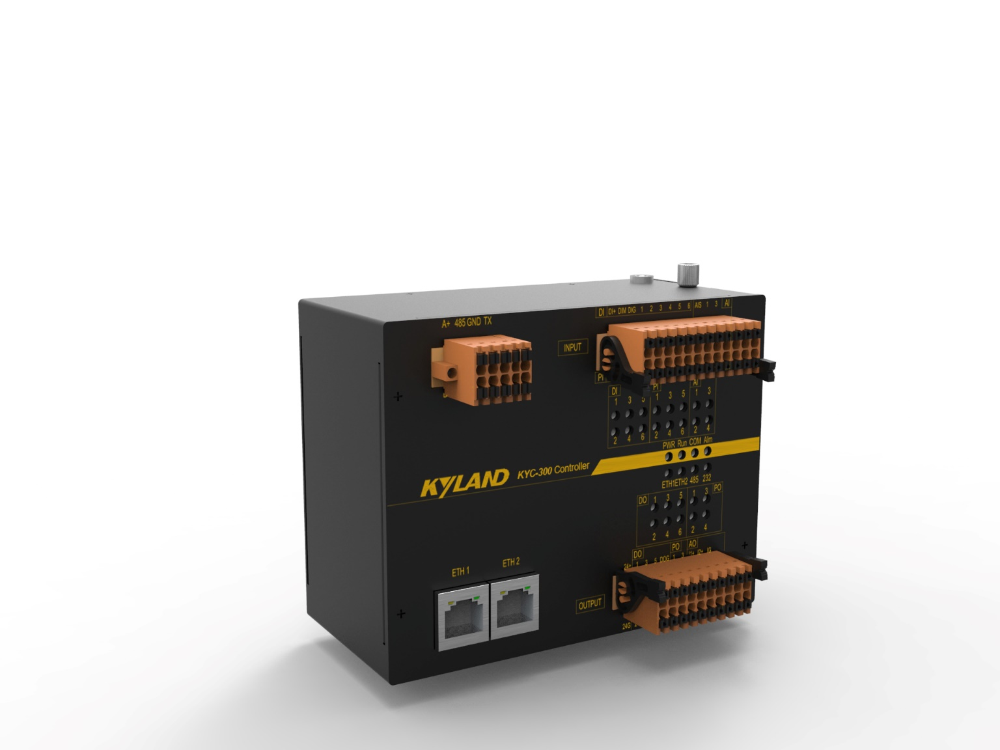 DI DI+ DIM DIG 1 2 3 4 5 6 AIS 1 3 AI
A+ 485 GND TX
INPUT
PI
DI PI AI
1 3 5 1 3 5 1 3
2 4 6 2 4 6 2 4
PWR Run COM Alm
KYLAND KYC-300 Controller
ETH1 ETH2 485 232
DO 1 3 5 1 3 PO
2 4 6 2 4
DO PO AO
24+ 1 3 5 DOG 1 3
ETH 1 ETH 2
OUTPUT
24G